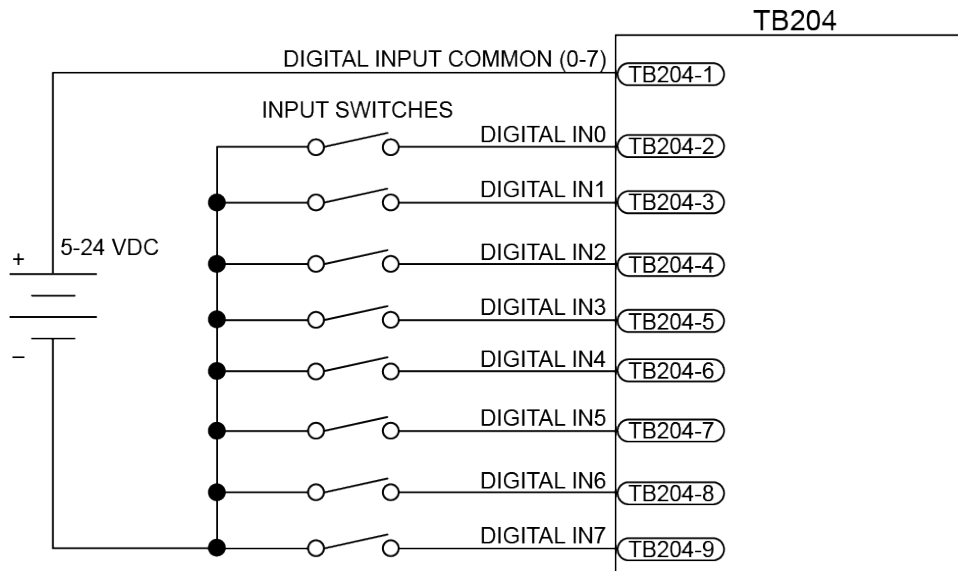 TB204
DIGITAL INPUT COMMON (0-7)
TB204-1
INPUT SWITCHES
DIGITAL IN0
TB204-2
DIGITAL IN1
TB204-3
5-24 VDC
+
DIGITAL IN2
TB204-4
DIGITAL IN3
TB204-5
–
DIGITAL IN4
TB204-6
DIGITAL IN5
TB204-7
DIGITAL IN6
TB204-8
DIGITAL IN7
TB204-9